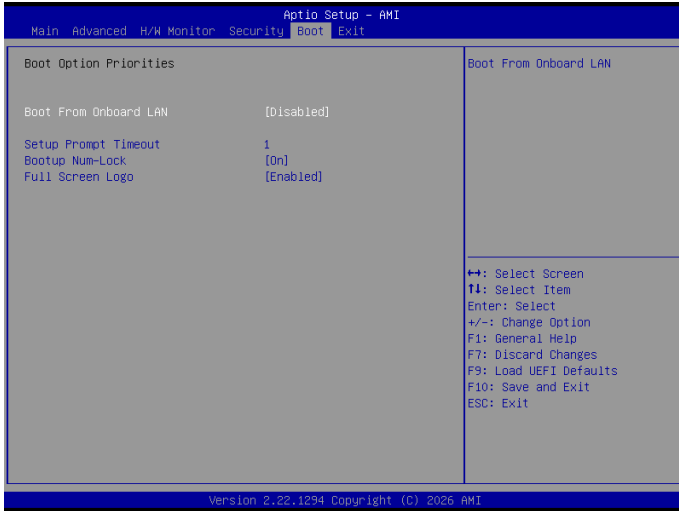 Aptio Setup – AMI
Main Advanced H/W Monitor Security Boot Exit
Boot Option Priorities
Boot From Onboard LAN [Disabled]
Setup Prompt Timeout 1
Bootup Num-Lock [On]
Full Screen Logo [Enabled]
Boot From Onboard LAN
↔: Select Screen
↑↓: Select Item
Enter: Select
+/-: Change Option
F1: General Help
F7: Discard Changes
F9: Load UEFI Defaults
F10: Save and Exit
ESC: Exit
Version 2.22.1294 Copyright (C) 2026 AMI